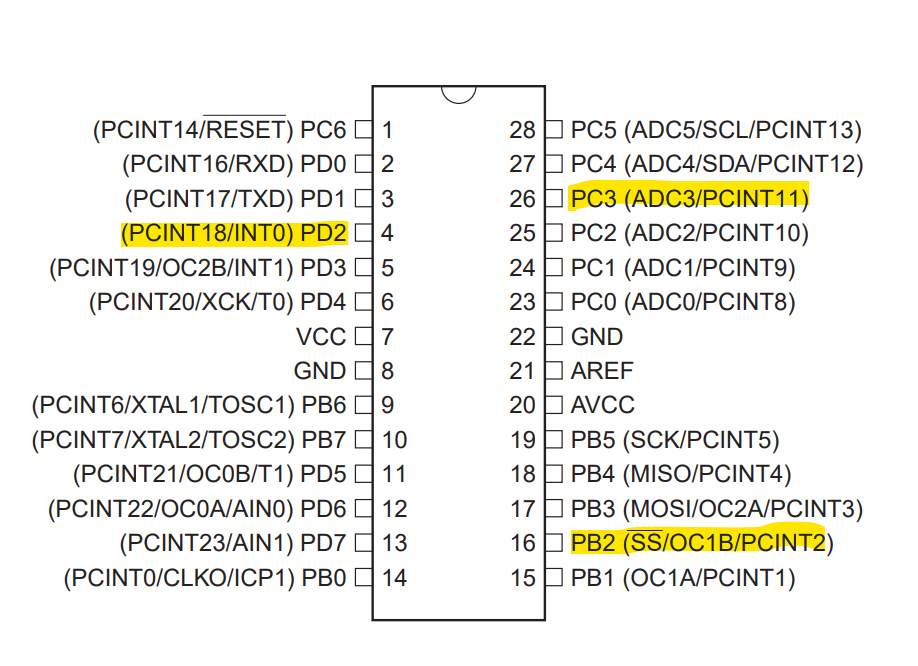 (PCINT14/RESET) PC6 1 28 PC5 (ADC5/SCL/PCINT13)
(PCINT16/RXD) PD0 2 27 PC4 (ADC4/SDA/PCINT12)
(PCINT17/TXD) PD1 3 26 PC3 (ADC3/PCINT11)
(PCINT18/INT0) PD2 4 25 PC2 (ADC2/PCINT10)
(PCINT19/OC2B/INT1) PD3 5 24 PC1 (ADC1/PCINT9)
(PCINT20/XCK/T0) PD4 6 23 PC0 (ADC0/PCINT8)
VCC 7 22 GND
GND 8 21 AREF
(PCINT6/XTAL1/TOSC1) PB6 9 20 AVCC
(PCINT7/XTAL2/TOSC2) PB7 10 19 PB5 (SCK/PCINT5)
(PCINT21/OC0B/T1) PD5 11 18 PB4 (MISO/PCINT4)
(PCINT22/OC0A/AIN0) PD6 12 17 PB3 (MOSI/OC2A/PCINT3)
(PCINT23/AIN1) PD7 13 16 PB2 (SS/OC1B/PCINT2)
(PCINT0/CLKO/ICP1) PB0 14 15 PB1 (OC1A/PCINT1)